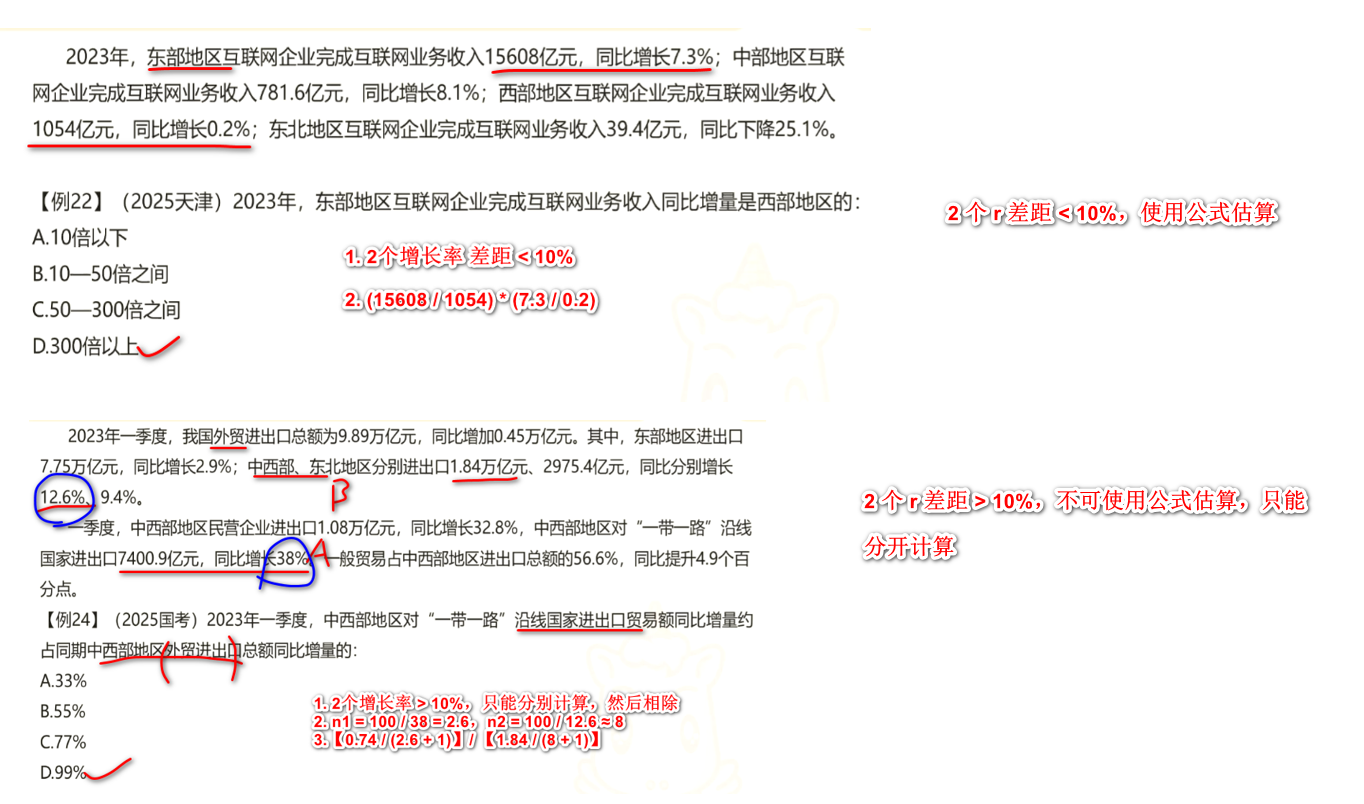 2023年，东部地区互联网企业完成互联网业务收入15608亿元，同比增长7.3%；中部地区互联
网企业完成互联网业务收入781.6亿元，同比增长8.1%；西部地区互联网企业完成互联网业务收入
1054亿元，同比增长0.2%；东北地区互联网企业完成互联网业务收入39.4亿元，同比下降25.1%。
【例22】（2025天津）2023年，东部地区互联网企业完成互联网业务收入同比增量是西部地区的：
2 个 r 差距 < 10%，使用公式估算
A.10倍以下
1. 2个增长率 差距 < 10%
B.10—50倍之间
2. (15608 / 1054) * (7.3 / 0.2)
C.50—300倍之间
D.300倍以上
2023年一季度，我国外贸进出口总额为9.89万亿元，同比增加0.45万亿元。其中，东部地区进出口
7.75万亿元，同比增长2.9%；中西部、东北地区分别进出口1.84万亿元、2975.4亿元，同比分别增长
12.6%、9.4%。
B
2 个 r 差距 > 10%，不可使用公式估算，只能
分开计算
一季度，中西部地区民营企业进出口1.08万亿元，同比增长32.8%，中西部地区对“一带一路”沿线
国家进出口7400.9亿元，同比增长38%，一般贸易占中西部地区进出口总额的56.6%，同比提升4.9个百
A
分点。
【例24】（2025国考）2023年一季度，中西部地区对“一带一路”沿线国家进出口贸易额同比增量约
占同期中西部地区外贸进出口总额同比增量的：
A.33%
B.55%
C.77%
D.99%
1. 2个增长率 > 10%，只能分别计算，然后相除
2. n1 = 100 / 38 = 2.6，n2 = 100 / 12.6 ≈ 8
3.【0.74 / (2.6 + 1)】/【1.84 / (8 + 1)】